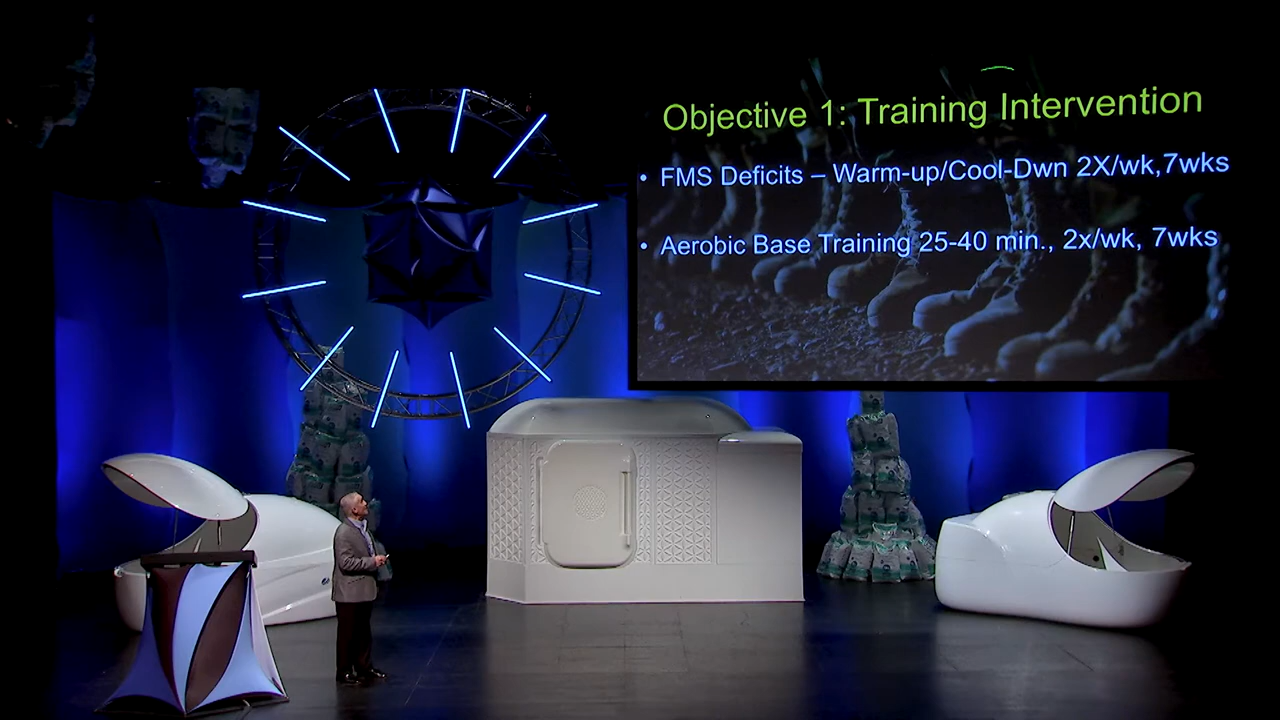 Objective 1: Training Intervention
• FMS Deficits – Warm-up/Cool-Dwn 2X/wk,7wks
• Aerobic Base Training 25-40 min., 2x/wk, 7wks